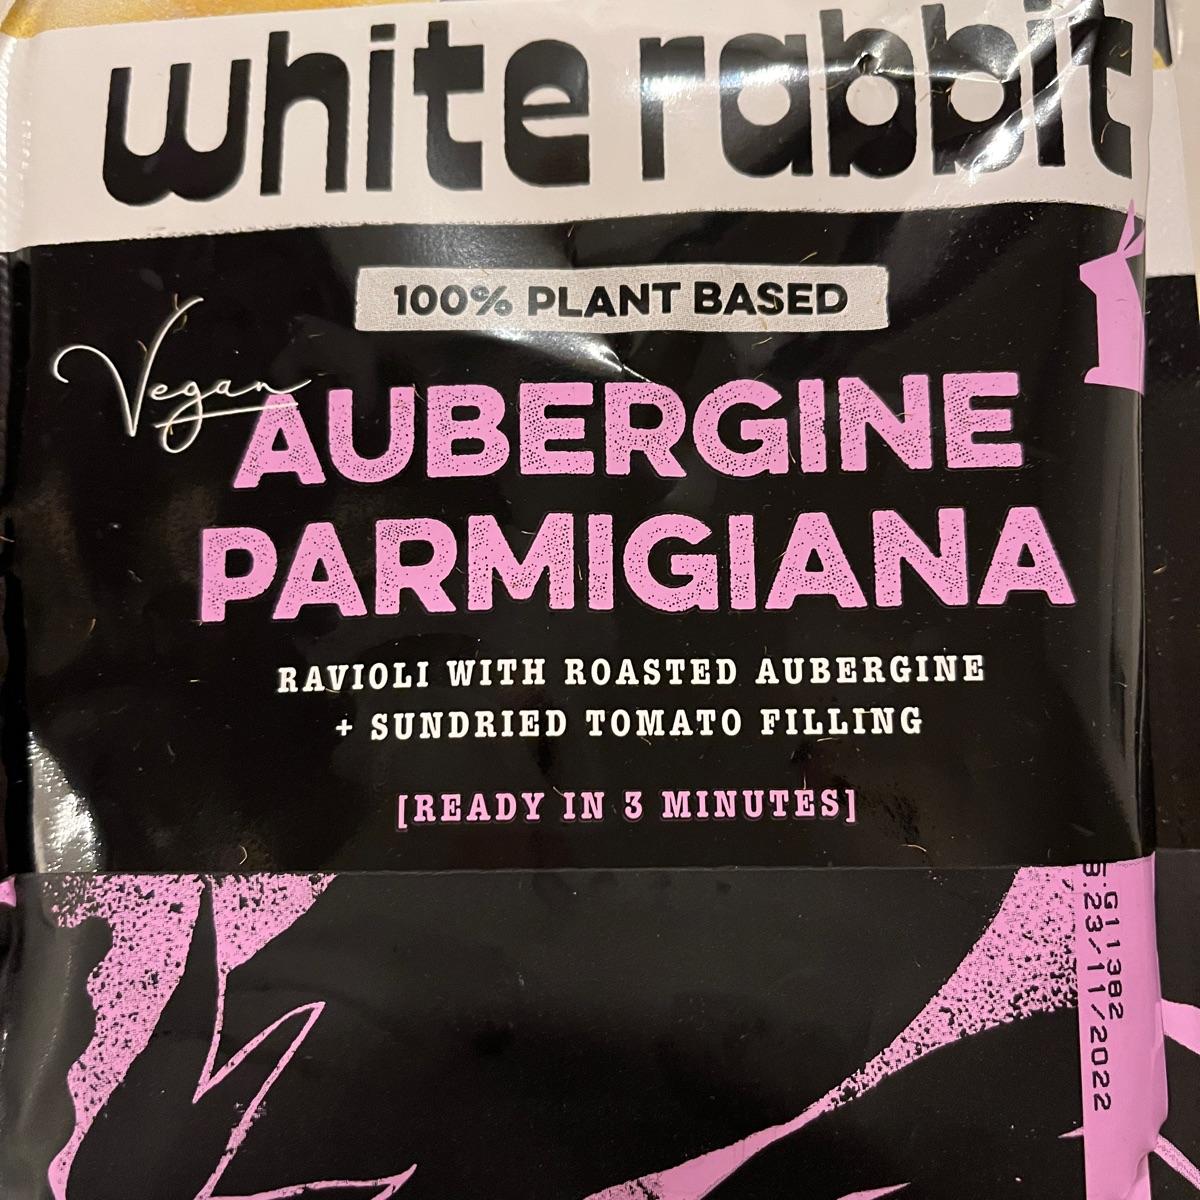 white rabbit
100% PLANT BASED
Vegan
AUBERGINE
PARMIGIANA
RAVIOLI WITH ROASTED AUBERGINE
+ SUNDRIED TOMATO FILLING
[READY IN 3 MINUTES]
G11382
23/11/2022